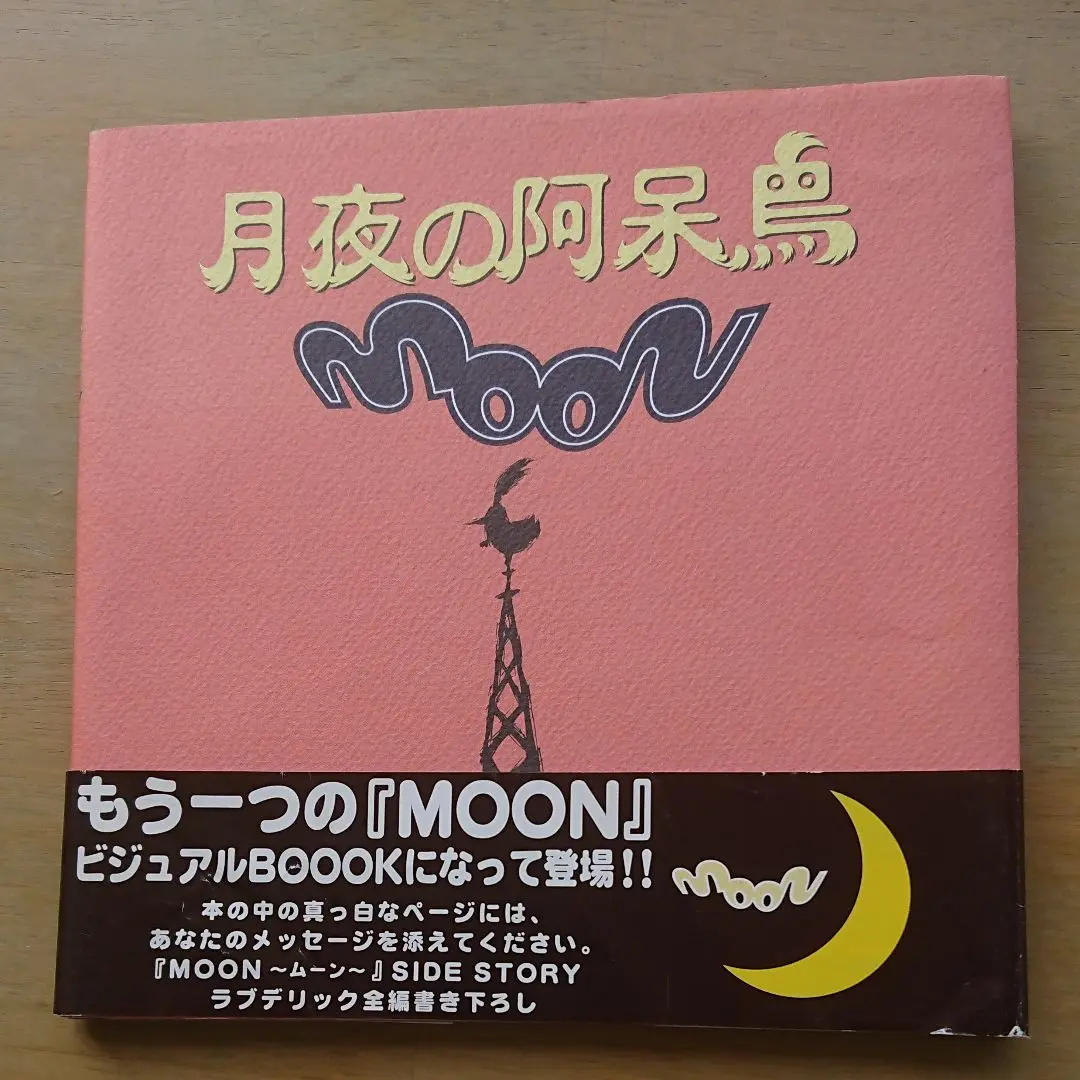 月夜の阿呆鳥
MOON
もう一つの『MOON』
ビジュアルBOOOKになって登場!!
本の中の真っ白なページには、
あなたのメッセージを添えてください。
『MOON ～ムーン～』SIDE STORY
ラブデリック全編書き下ろし
MOON